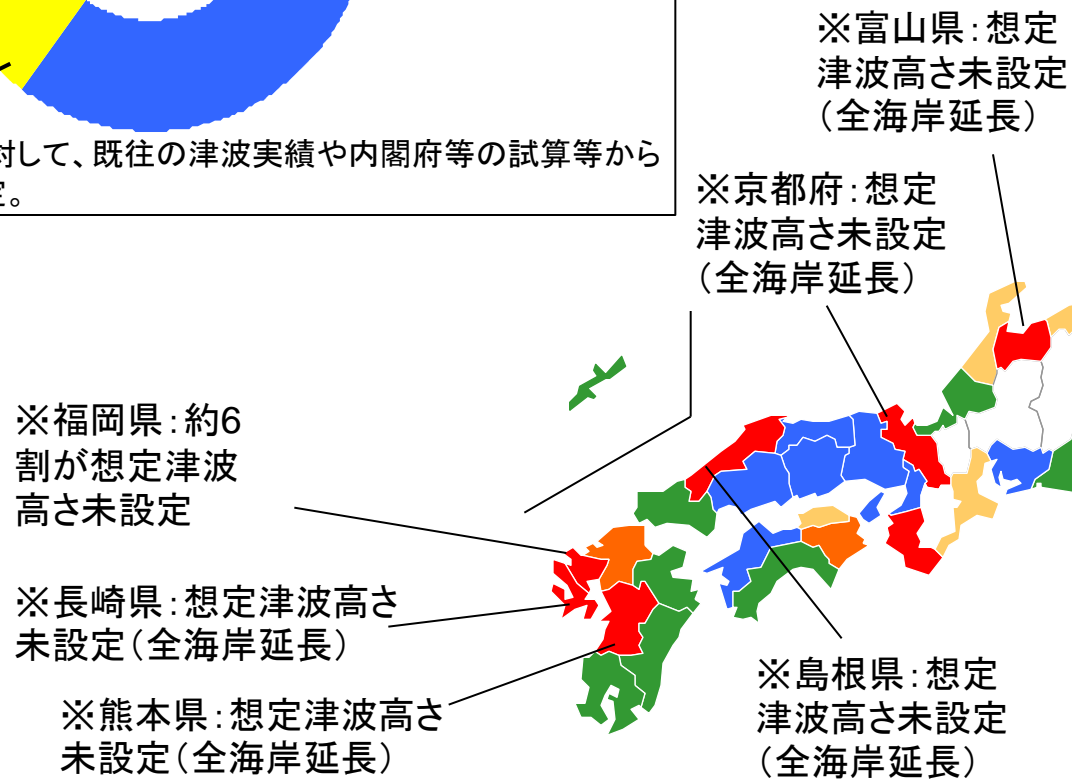 対して、既往の津波実績や内閣府等の試算等から
定。
※富山県：想定
津波高さ未設定
（全海岸延長）
※京都府：想定
津波高さ未設定
（全海岸延長）
※福岡県：約6
割が想定津波
高さ未設定
※長崎県：想定津波高さ
未設定（全海岸延長）
※熊本県：想定津波高さ
未設定（全海岸延長）
※島根県：想定
津波高さ未設定
（全海岸延長）